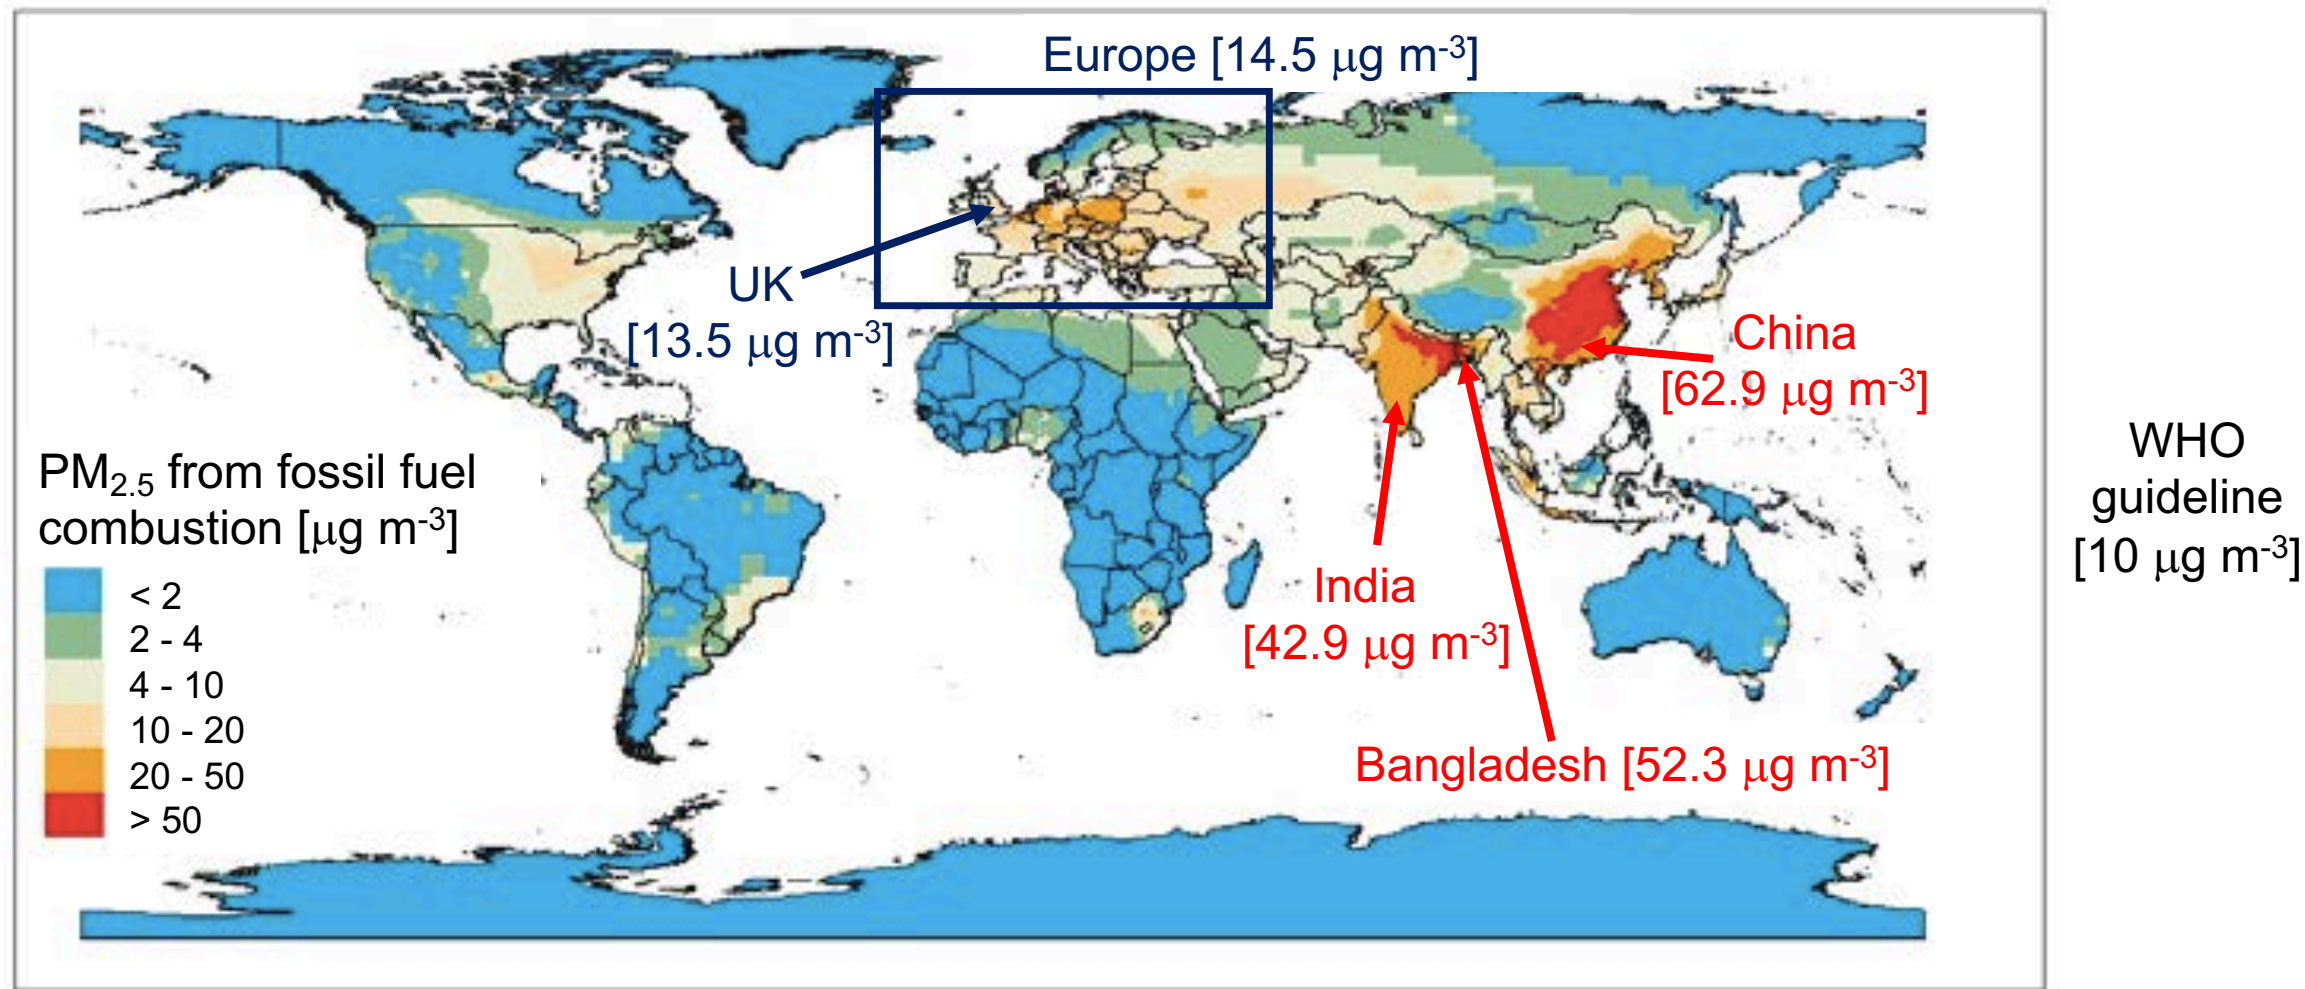 Europe [14.5 μg m-3]
UK
[13.5 μg m-3]
China
[62.9 μg m-3]
India
[42.9 μg m-3]
Bangladesh [52.3 μg m-3]
PM2.5 from fossil fuel
combustion [μg m-3]
< 2
2 - 4
4 - 10
10 - 20
20 - 50
> 50
WHO
guideline
[10 μg m-3]